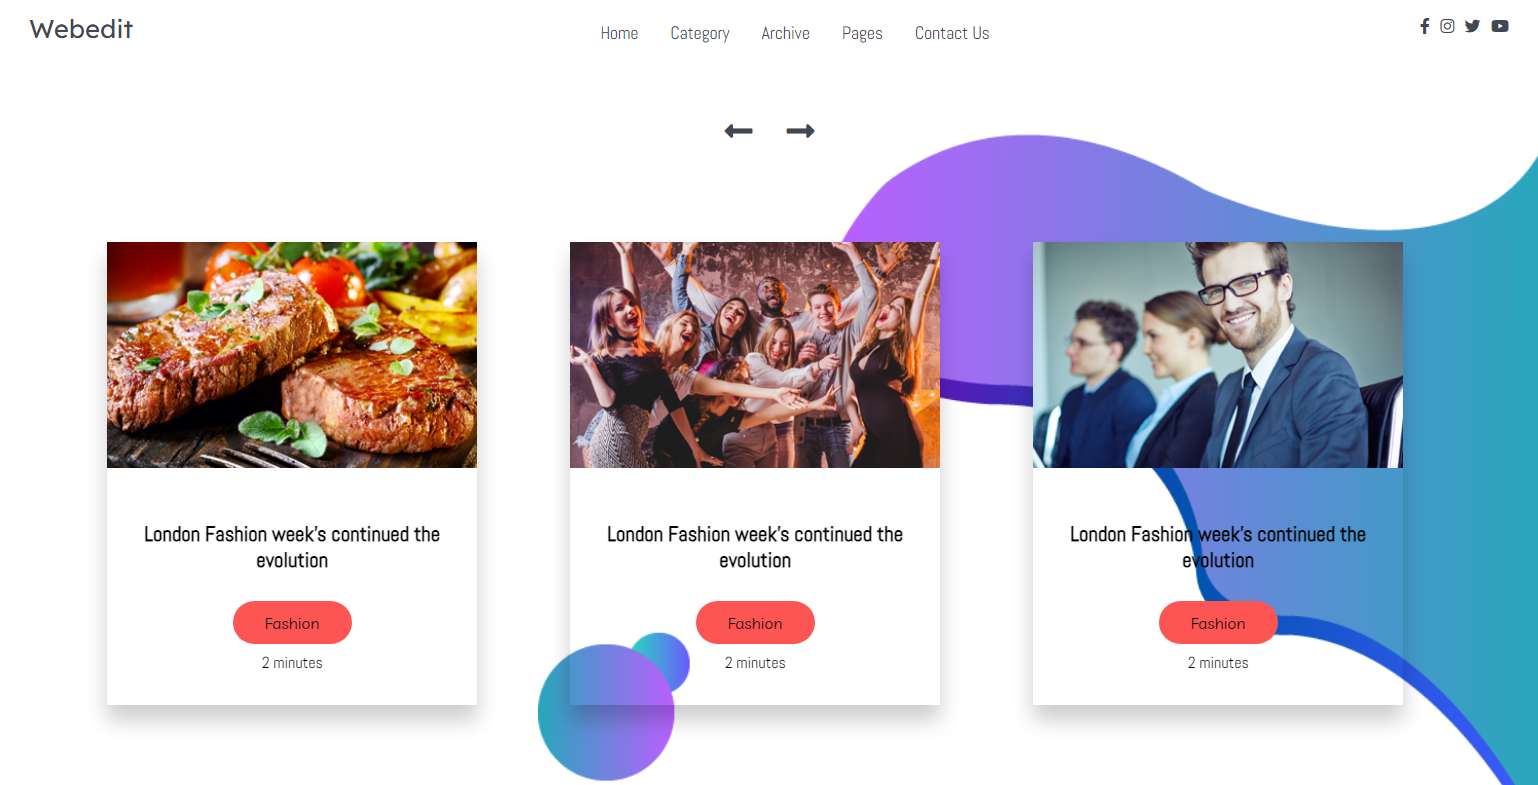 Webedit
Home Category Archive Pages Contact Us
London Fashion week's continued the
evolution
Fashion
2 minutes
London Fashion week's continued the
evolution
Fashion
2 minutes
London Fashion week's continued the
evolution
Fashion
2 minutes